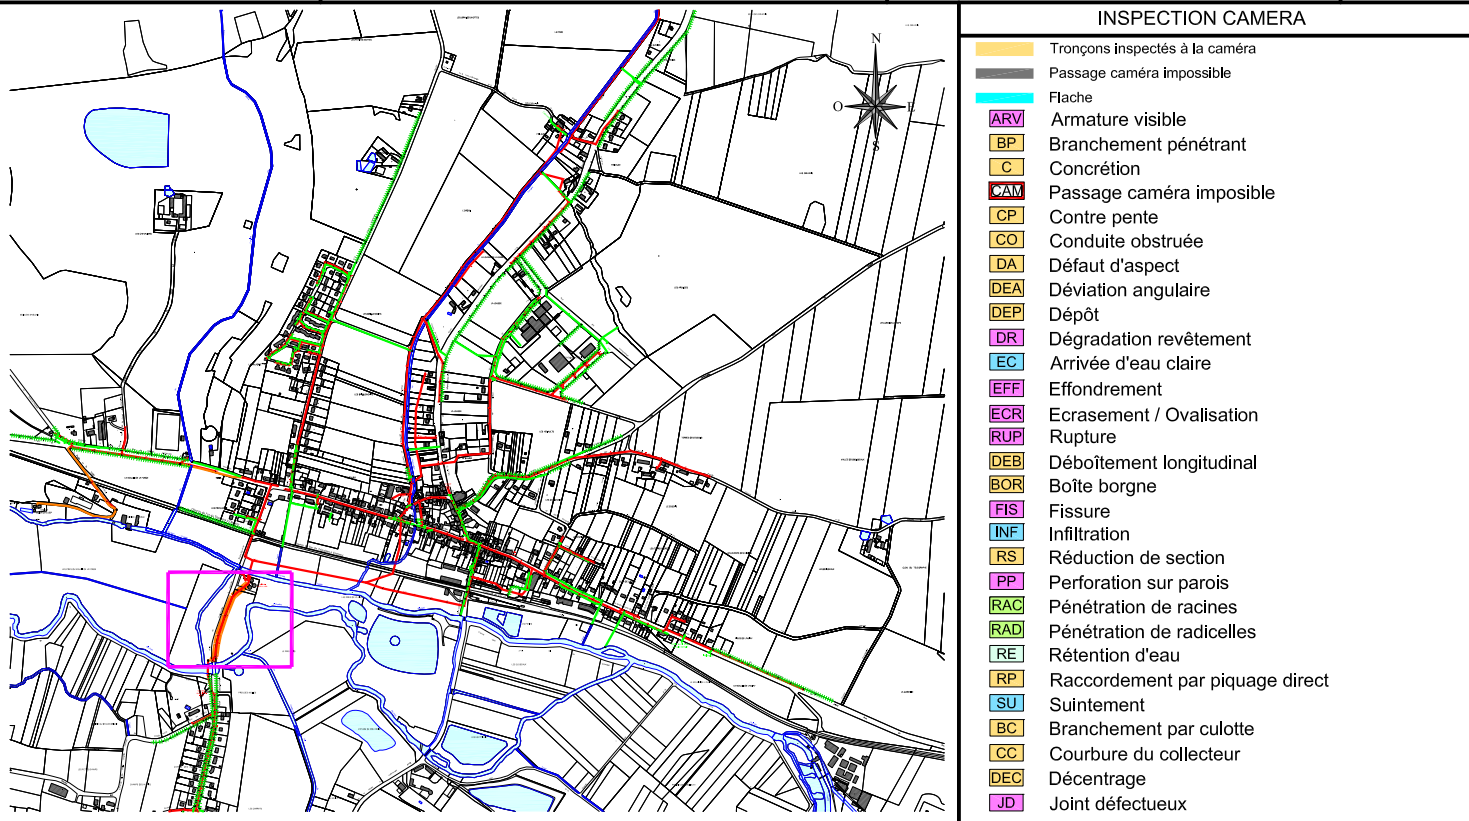 INSPECTION CAMERA
Tronçons inspectés à la caméra
Passage caméra impossible
Flache
ARV Armature visible
BP Branchement pénétrant
C Concrétion
CAM Passage caméra imposible
CP Contre pente
CO Conduite obstruée
DA Défaut d'aspect
DEA Déviation angulaire
DEP Dépôt
DR Dégradation revêtement
EC Arrivée d'eau claire
EFF Effondrement
ECR Ecrasement / Ovalisation
RUP Rupture
DEB Déboîtement longitudinal
BOR Boîte borgne
FIS Fissure
INF Infiltration
RS Réduction de section
PP Perforation sur parois
RAC Pénétration de racines
RAD Pénétration de radicelles
RE Rétention d'eau
RP Raccordement par piquage direct
SU Suintement
BC Branchement par culotte
CC Courbure du collecteur
DEC Décentrage
JD Joint défectueux
N
O E
S